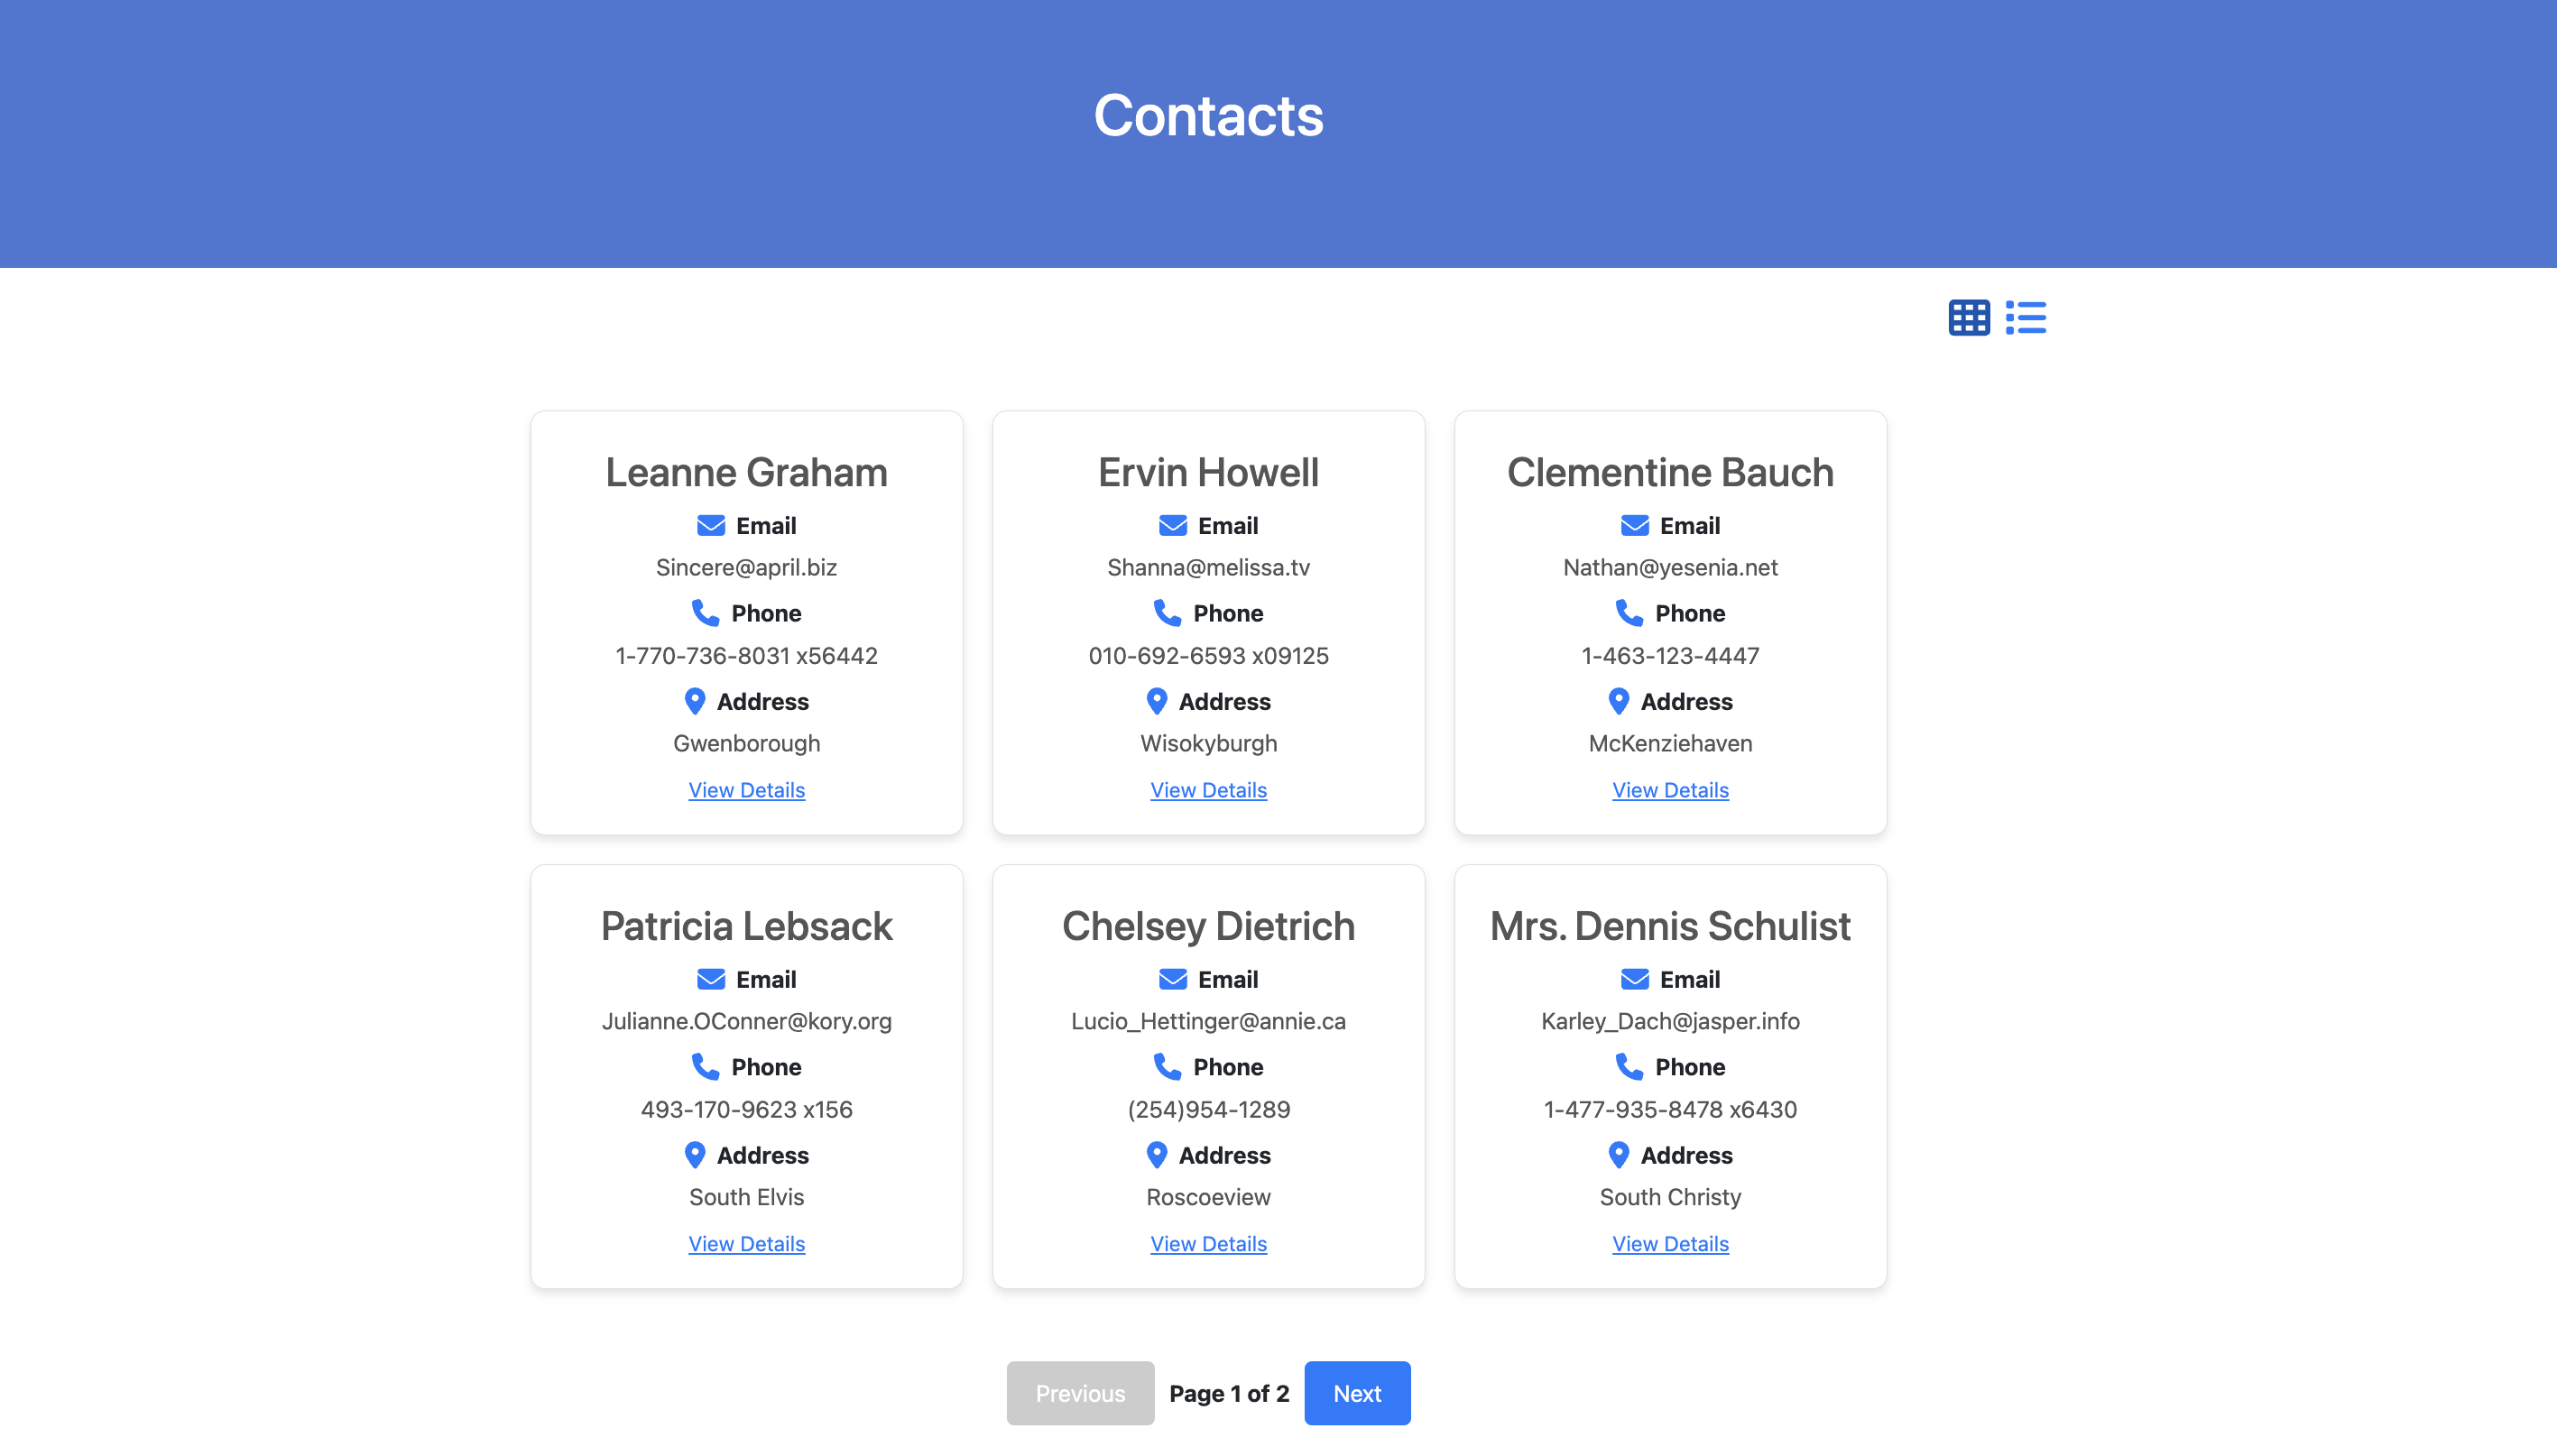 Contacts
Leanne Graham
Email
Sincere@april.biz
Phone
1-770-736-8031 x56442
Address
Gwenborough
View Details
Ervin Howell
Email
Shanna@melissa.tv
Phone
010-692-6593 x09125
Address
Wisokyburgh
View Details
Clementine Bauch
Email
Nathan@yesenia.net
Phone
1-463-123-4447
Address
McKenziehaven
View Details
Patricia Lebsack
Email
Julianne.OConner@kory.org
Phone
493-170-9623 x156
Address
South Elvis
View Details
Chelsey Dietrich
Email
Lucio_Hettinger@annie.ca
Phone
(254)954-1289
Address
Roscoeview
View Details
Mrs. Dennis Schulist
Email
Karley_Dach@jasper.info
Phone
1-477-935-8478 x6430
Address
South Christy
View Details
Previous Page 1 of 2 Next